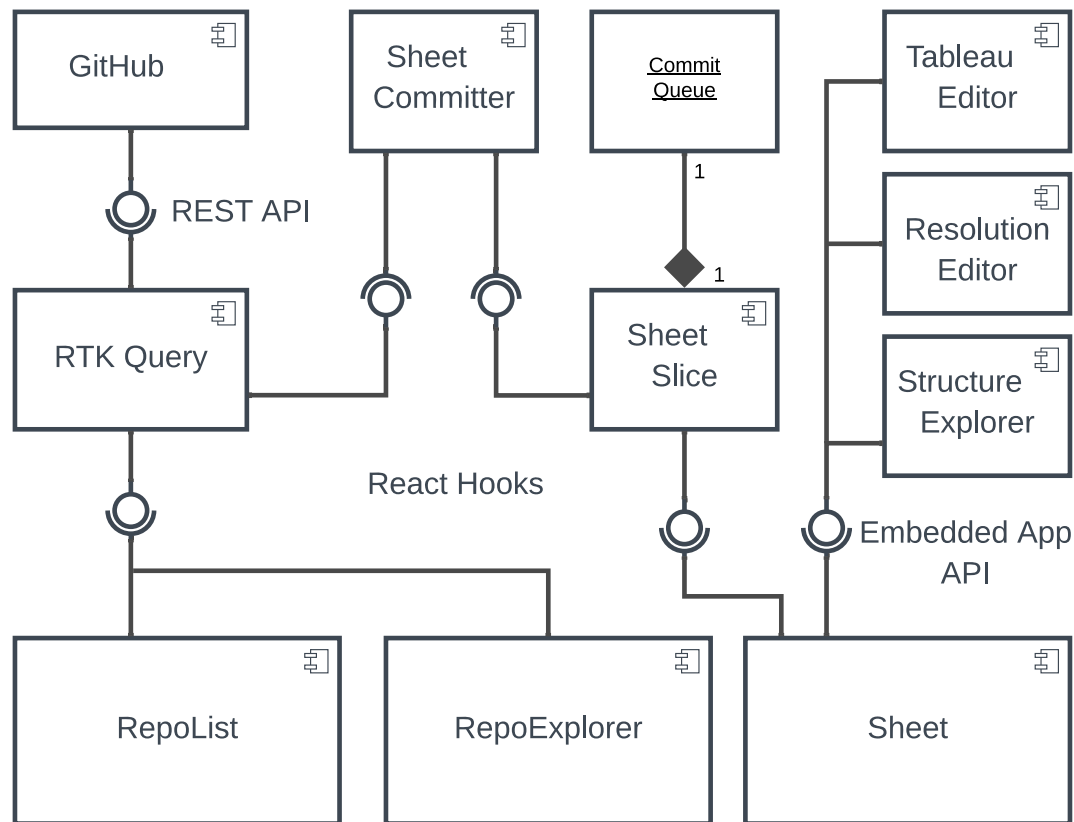 GitHub
Sheet
Committer
Commit
Queue
Tableau
Editor
1
REST API
Resolution
Editor
1
RTK Query
Sheet
Slice
Structure
Explorer
React Hooks
Embedded App
API
RepoList
RepoExplorer
Sheet